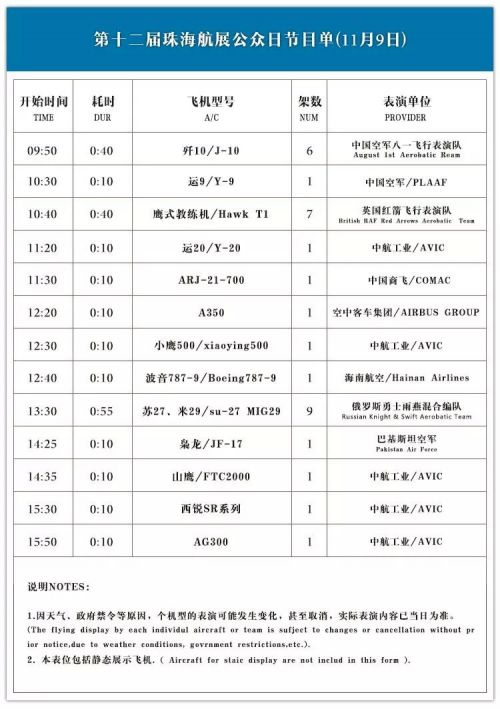 第十二届珠海航展公众日节目单(11月9日)
开始时间 耗时 飞机型号 架数 表演单位
TIME DUR A/C NUM PROVIDER
09:50 0:40 歼10/J-10 6 中国空军八一飞行表演队
August 1st Aerobatic Ream
10:30 0:10 运9/Y-9 1 中国空军/PLAAF
10:40 0:40 鹰式教练机/Hawk T1 7 英国红箭飞行表演队
British RAF Red Arrows Aerobatic Team
11:20 0:10 运20/Y-20 1 中航工业/AVIC
11:30 0:10 ARJ-21-700 1 中国商飞/COMAC
12:20 0:10 A350 1 空中客车集团/AIRBUS GROUP
12:30 0:10 小鹰500/xiaoying500 1 中航工业/AVIC
12:40 0:10 波音787-9/Boeing787-9 1 海南航空/Hainan Airlines
13:30 0:55 苏27、米29/su-27 MIG29 9 俄罗斯勇士雨燕混合编队
Russian Knight & Swift Aerobatic Team
14:25 0:10 枭龙/JF-17 1 巴基斯坦空军
Pakistan Air Force
14:35 0:10 山鹰/FTC2000 1 中航工业/AVIC
15:30 0:10 西锐SR系列 1 中航工业/AVIC
15:50 0:10 AG300 1 中航工业/AVIC
说明NOTES:
1.因天气、政府禁令等原因，个机型的表演可能发生变化，甚至取消，实际表演内容已当日为准。
(The flying display by each individul aircraft or team is sufject to changes or cancellation without pr
ior notice,due to weather conditions, govrnment restrictions,etc.).
2. 本表位包括静态展示飞机.( Aircraft for staic display are not includ in this form ).